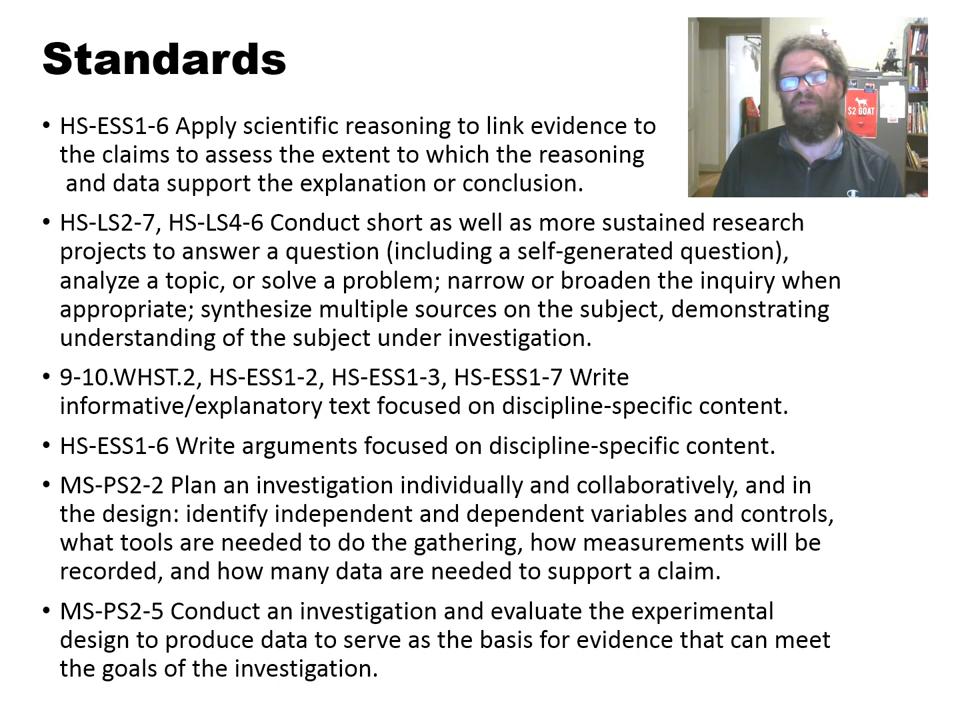 Standards
S2 GOAT
• HS-ESS1-6 Apply scientific reasoning to link evidence to
the claims to assess the extent to which the reasoning
and data support the explanation or conclusion.
• HS-LS2-7, HS-LS4-6 Conduct short as well as more sustained research
projects to answer a question (including a self-generated question),
analyze a topic, or solve a problem; narrow or broaden the inquiry when
appropriate; synthesize multiple sources on the subject, demonstrating
understanding of the subject under investigation.
• 9-10.WHST.2, HS-ESS1-2, HS-ESS1-3, HS-ESS1-7 Write
informative/explanatory text focused on discipline-specific content.
• HS-ESS1-6 Write arguments focused on discipline-specific content.
• MS-PS2-2 Plan an investigation individually and collaboratively, and in
the design: identify independent and dependent variables and controls,
what tools are needed to do the gathering, how measurements will be
recorded, and how many data are needed to support a claim.
• MS-PS2-5 Conduct an investigation and evaluate the experimental
design to produce data to serve as the basis for evidence that can meet
the goals of the investigation.